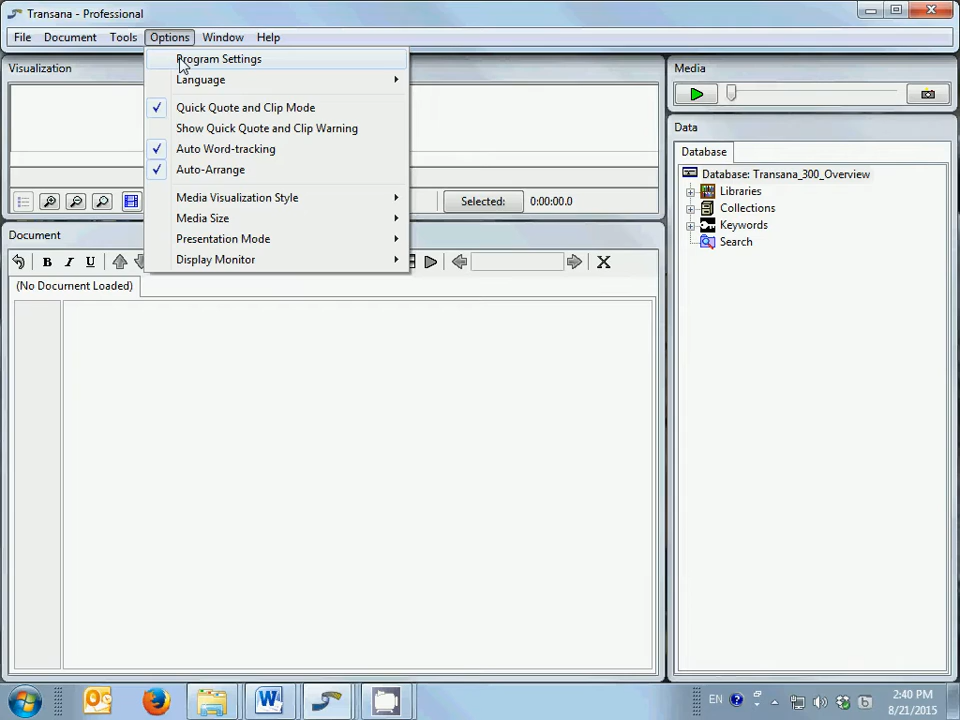 Transana - Professional
File Document Tools Options Window Help
Program Settings
Language
Quick Quote and Clip Mode
Show Quick Quote and Clip Warning
Auto Word-tracking
Auto-Arrange
Media Visualization Style
Media Size
Presentation Mode
Display Monitor
Visualization
Selected: 0:00:00.0
Document
B I U X
(No Document Loaded)
Media
Data
Database
Database: Transana_300_Overview
Libraries
Collections
Keywords
Search
EN
2:40 PM
8/21/2015